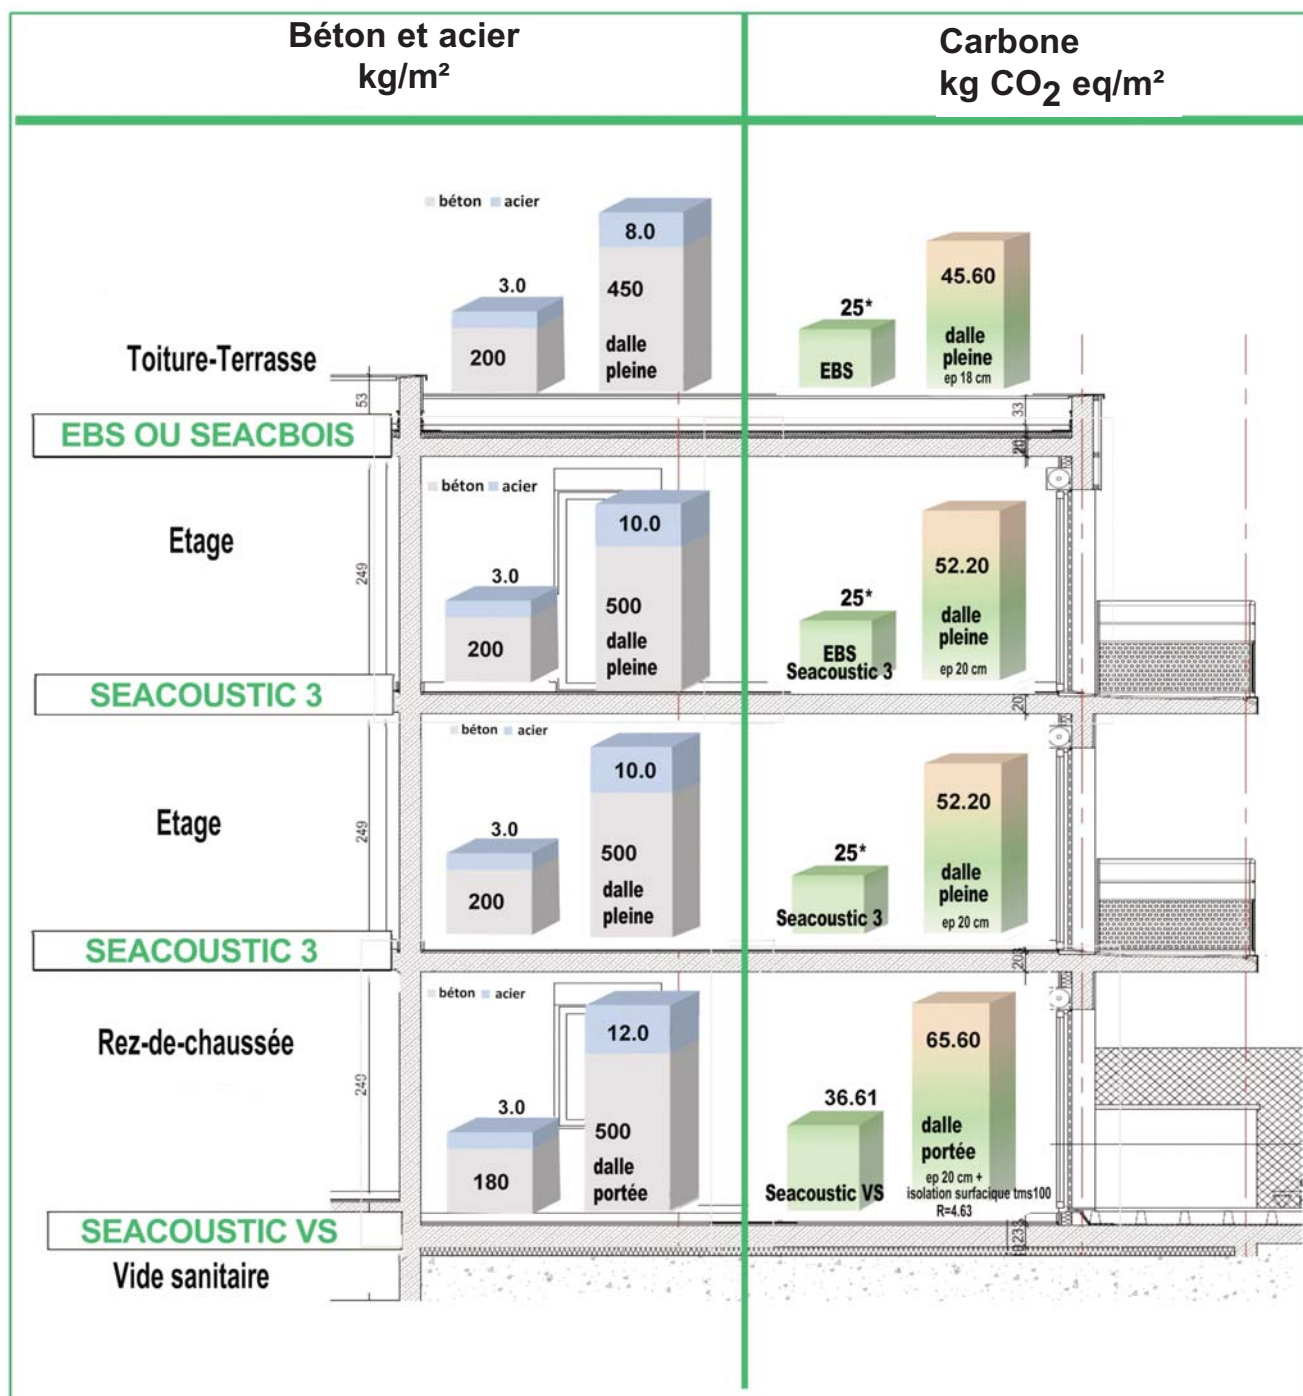 Béton et acier
kg/m²
Carbone
kg CO2 eq/m²
béton acier
8.0
3.0
450
200
dalle
pleine
45.60
25*
dalle
pleine
ep 18 cm
EBS
Toiture-Terrasse
53
33
EBS OU SEACBOIS
20
béton acier
10.0
3.0
500
200
dalle
pleine
52.20
25*
dalle
pleine
ep 20 cm
EBS
Seacoustic 3
Etage
249
SEACOUSTIC 3
20
béton acier
10.0
3.0
500
200
dalle
pleine
52.20
25*
dalle
pleine
ep 20 cm
Seacoustic 3
Etage
249
SEACOUSTIC 3
béton acier
12.0
3.0
500
180
dalle
portée
65.60
36.61
dalle
portée
ep 20 cm +
isolation surfacique tms100
R=4.63
Seacoustic VS
Rez-de-chaussée
249
SEACOUSTIC VS
Vide sanitaire